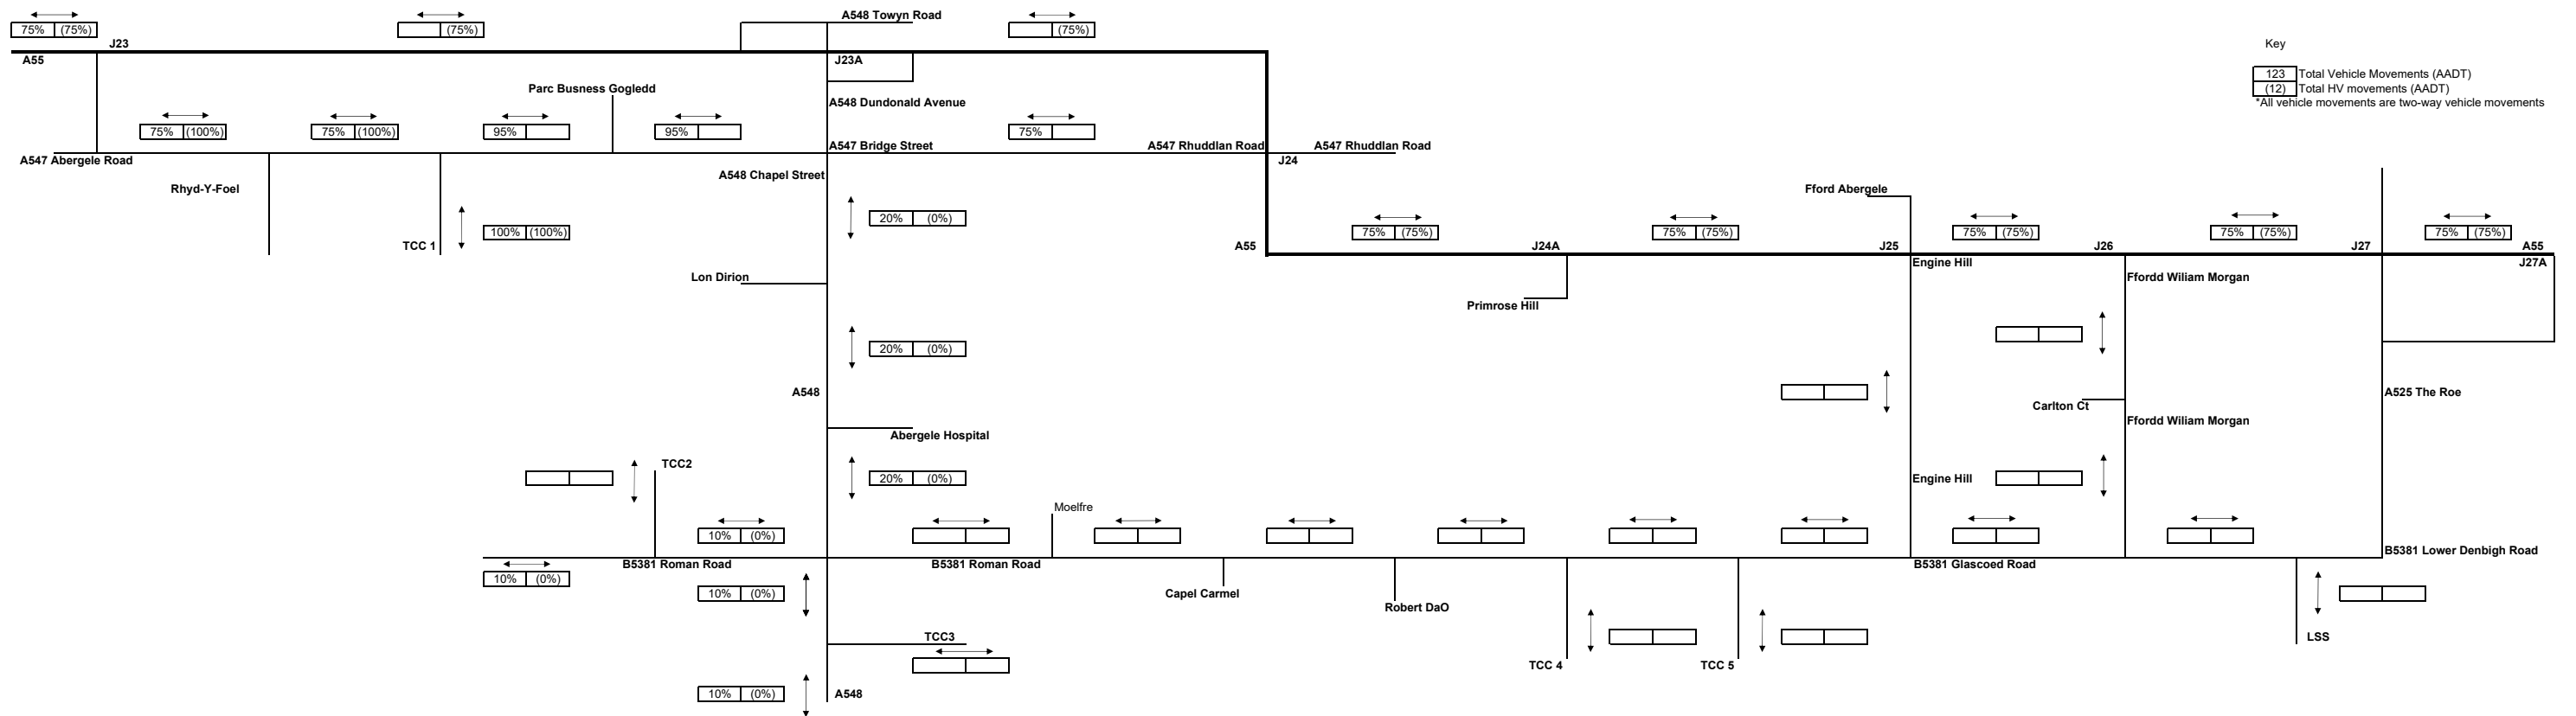 A548 Towyn Road
75% (75%)
(75%)
(75%)
J23
Key
A55
J23A
123 Total Vehicle Movements (AADT)
(12) Total HV movements (AADT)
*All vehicle movements are two-way vehicle movements
Parc Busness Gogledd
A548 Dundonald Avenue
75% (100%)
75% (100%)
95%
95%
75%
A547 Bridge Street
A547 Rhuddlan Road
A547 Rhuddlan Road
A547 Abergele Road
J24
A548 Chapel Street
Rhyd-Y-Foel
Fford Abergele
20% (0%)
100% (100%)
75% (75%)
75% (75%)
75% (75%)
75% (75%)
75% (75%)
TCC 1
A55
J24A
J25
J26
J27
A55
Engine Hill
J27A
Lon Dirion
Ffordd Wiliam Morgan
Primrose Hill
20% (0%)
A548
A525 The Roe
Carlton Ct
Ffordd Wiliam Morgan
Abergele Hospital
TCC2
20% (0%)
Engine Hill
Moelfre
10% (0%)
B5381 Lower Denbigh Road
B5381 Roman Road
B5381 Roman Road
B5381 Glascoed Road
10% (0%)
10% (0%)
Capel Carmel
Robert DaO
TCC3
LSS
TCC 4
TCC 5
10% (0%)
A548